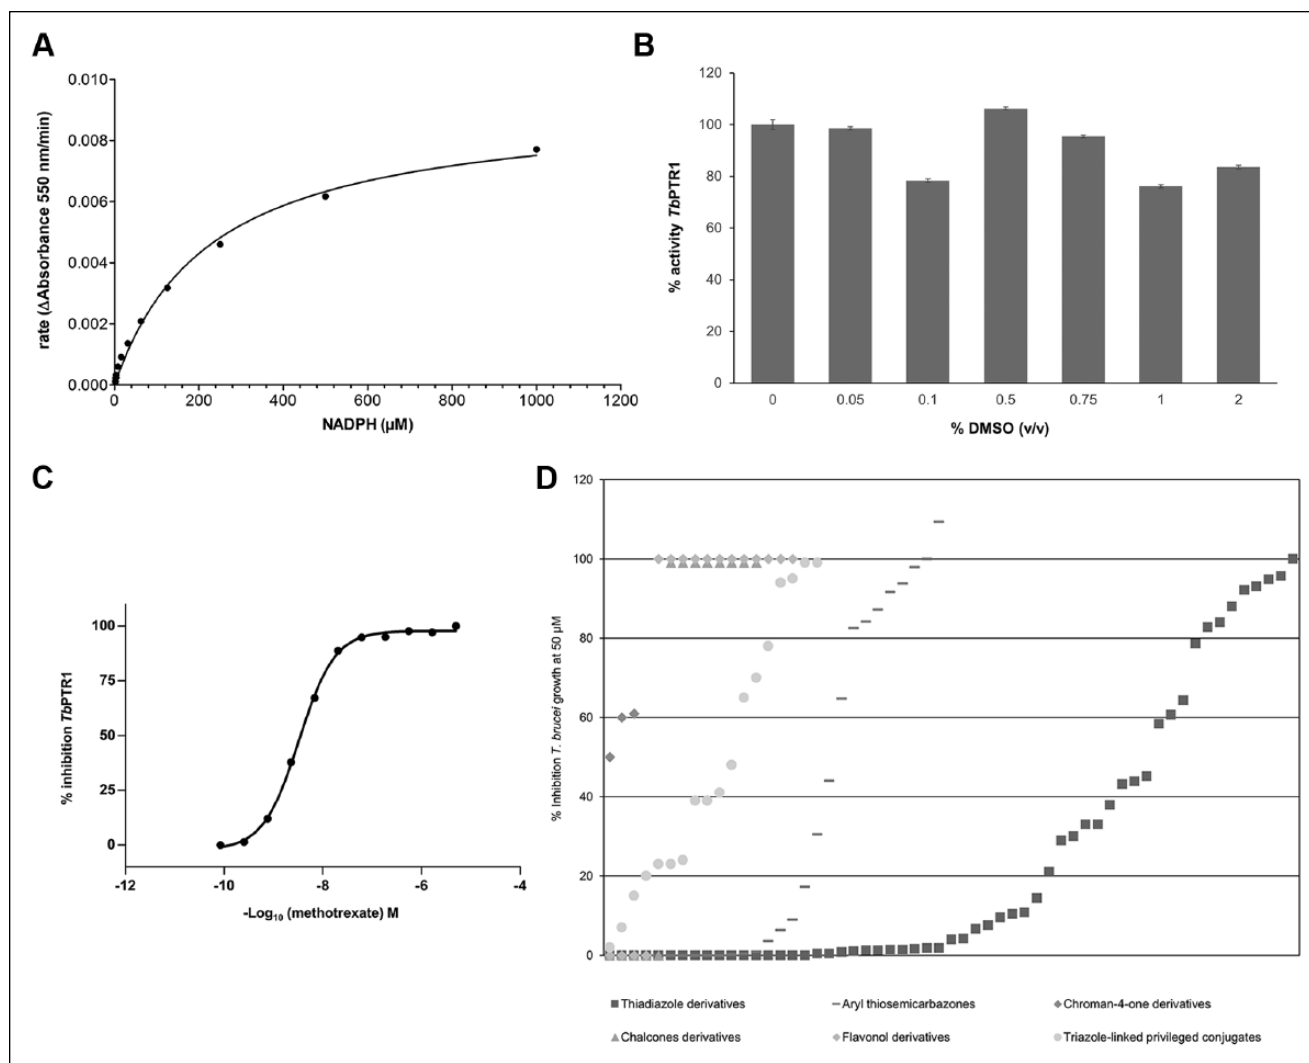 A
0.010
0.008
0.006
0.004
0.002
0.000
rate (ΔAbsorbance 550 nm/min)
0 200 400 600 800 1000 1200
NADPH (µM)
B
120
100
80
60
40
20
0
% activity TbPTR1
0 0.05 0.1 0.5 0.75 1 2
% DMSO (v/v)
C
100
75
50
25
0
% inhibition TbPTR1
-12 -10 -8 -6 -4
-Log10 (methotrexate) M
D
120
100
80
60
40
20
0
% Inhibition T. brucei growth at 50 µM
Thiadiazole derivatives Aryl thiosemicarbazones Chroman-4-one derivatives
Chalcones derivatives Flavonol derivatives Triazole-linked privileged conjugates